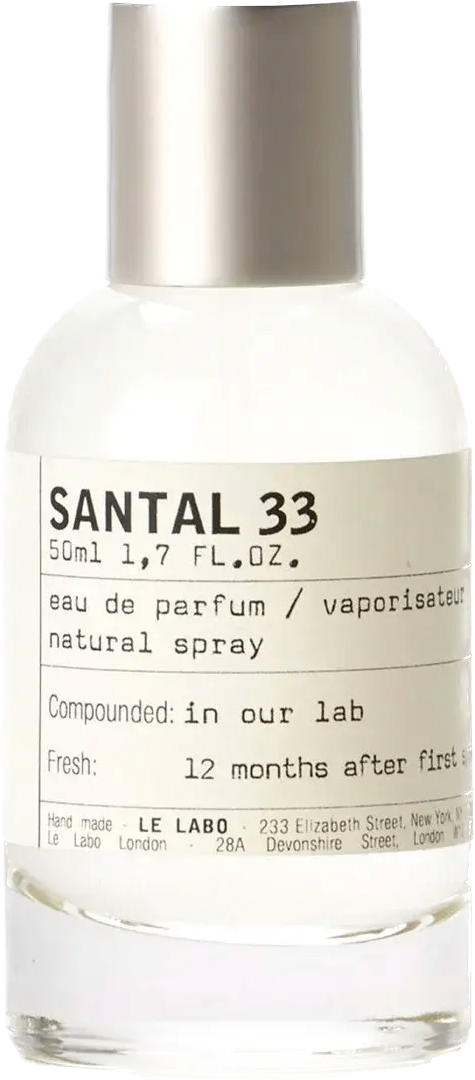 SANTAL 33
50ml 1,7 FL.OZ.
eau de parfum / vaporisateur
natural spray
Compounded: in our lab
Fresh: 12 months after first
Hand made - LE LABO - 233 Elizabeth Street, New York, NY
Le Labo London · 28A Devonshire Street, London